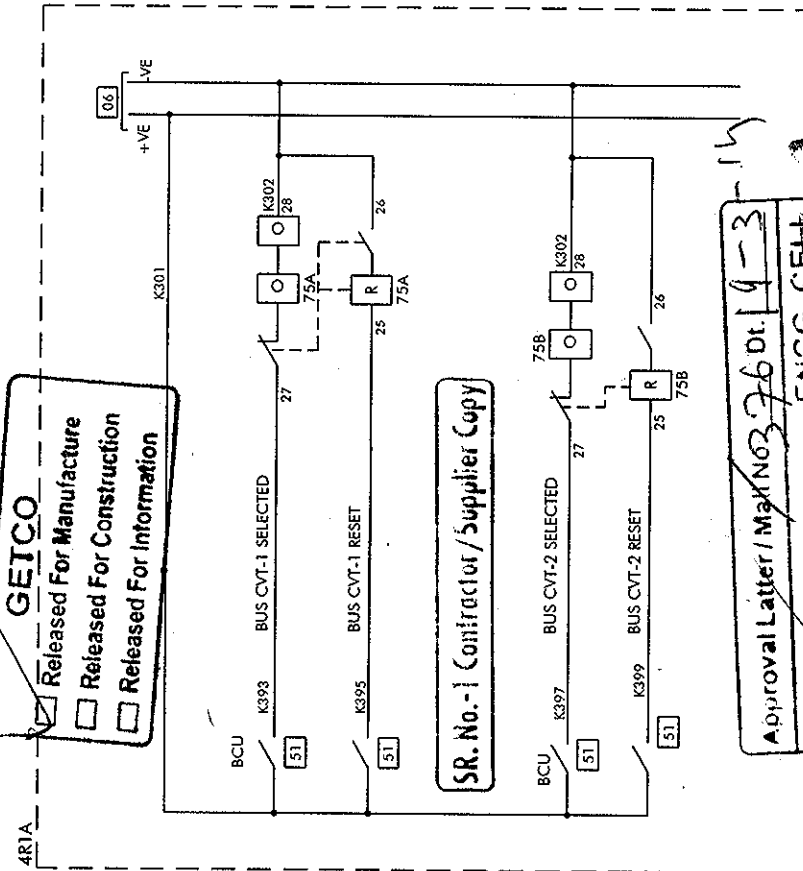 4R1A
GETCO
Released For Manufacture
Released For Construction
Released For Information
06
+VE
-VE
K301
BCU
51
K393
BUS CVT-1 SELECTED
27
75A
K302
28
51
K395
BUS CVT-1 RESET
25
R
75A
26
SR. No.-1 Contractor/Supplier Copy
BCU
51
K397
BUS CVT-2 SELECTED
27
75B
K302
28
51
K399
BUS CVT-2 RESET
25
R
75B
26
Approval Latter / Mail No 376 Dt. 19-3-